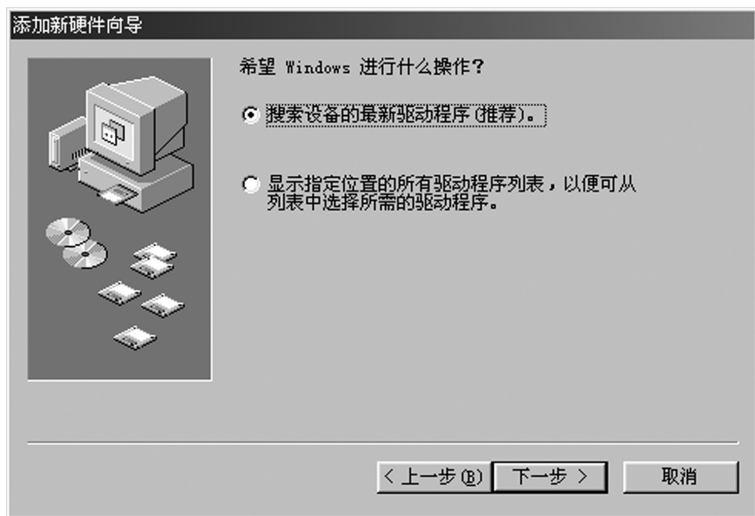 添加新硬件向导
希望 Windows 进行什么操作?
搜索设备的最新驱动程序(推荐)。
显示指定位置的所有驱动程序列表,以便可从
列表中选择所需的驱动程序。
< 上一步(B)
下一步 >
取消